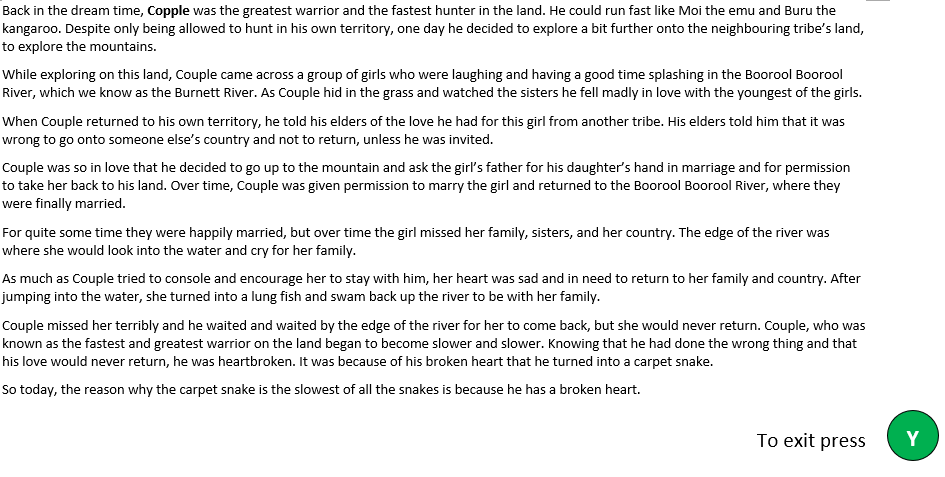 Back in the dream time, Copple was the greatest warrior and the fastest hunter in the land. He could run fast like Moi the emu and Buru the
kangaroo. Despite only being allowed to hunt in his own territory, one day he decided to explore a bit further onto the neighbouring tribe’s land,
to explore the mountains.
While exploring on this land, Couple came across a group of girls who were laughing and having a good time splashing in the Boorool Boorool
River, which we know as the Burnett River. As Couple hid in the grass and watched the sisters he fell madly in love with the youngest of the girls.
When Couple returned to his own territory, he told his elders of the love he had for this girl from another tribe. His elders told him that it was
wrong to go onto someone else’s country and not to return, unless he was invited.
Couple was so in love that he decided to go up to the mountain and ask the girl’s father for his daughter’s hand in marriage and for permission
to take her back to his land. Over time, Couple was given permission to marry the girl and returned to the Boorool Boorool River, where they
were finally married.
For quite some time they were happily married, but over time the girl missed her family, sisters, and her country. The edge of the river was
where she would look into the water and cry for her family.
As much as Couple tried to console and encourage her to stay with him, her heart was sad and in need to return to her family and country. After
jumping into the water, she turned into a lung fish and swam back up the river to be with her family.
Couple missed her terribly and he waited and waited by the edge of the river for her to come back, but she would never return. Couple, who was
known as the fastest and greatest warrior on the land began to become slower and slower. Knowing that he had done the wrong thing and that
his love would never return, he was heartbroken. It was because of his broken heart that he turned into a carpet snake.
So today, the reason why the carpet snake is the slowest of all the snakes is because he has a broken heart.
To exit press Y